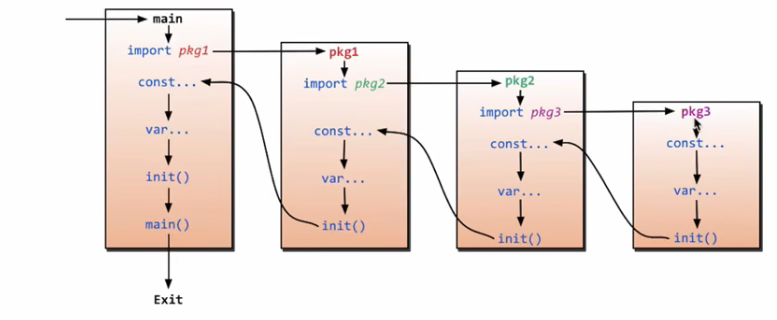 main
import pkg1
const...
var...
init()
main()
Exit
pkg1
import pkg2
const...
var...
init()
pkg2
import pkg3
const...
var...
init()
pkg3
const...
var...
init()